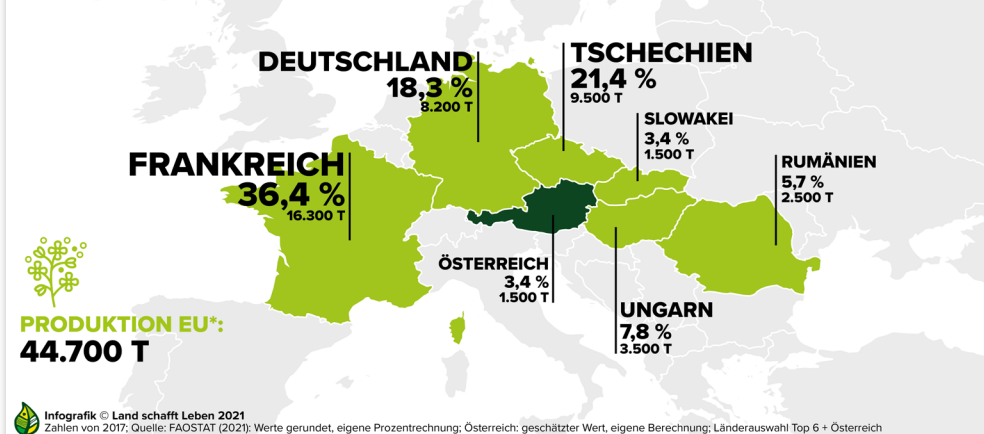 DEUTSCHLAND
18,3 %
8.200 T
TSCHECHIEN
21,4 %
9.500 T
SLOWAKEI
3,4 %
1.500 T
FRANKREICH
36,4 %
16.300 T
RUMÄNIEN
5,7 %
2.500 T
ÖSTERREICH
3,4 %
1.500 T
UNGARN
7,8 %
3.500 T
PRODUKTION EU*:
44.700 T
Infografik © Land schafft Leben 2021
Zahlen von 2017; Quelle: FAOSTAT (2021): Werte gerundet, eigene Prozentrechnung; Österreich: geschätzter Wert, eigene Berechnung; Länderauswahl Top 6 + Österreich